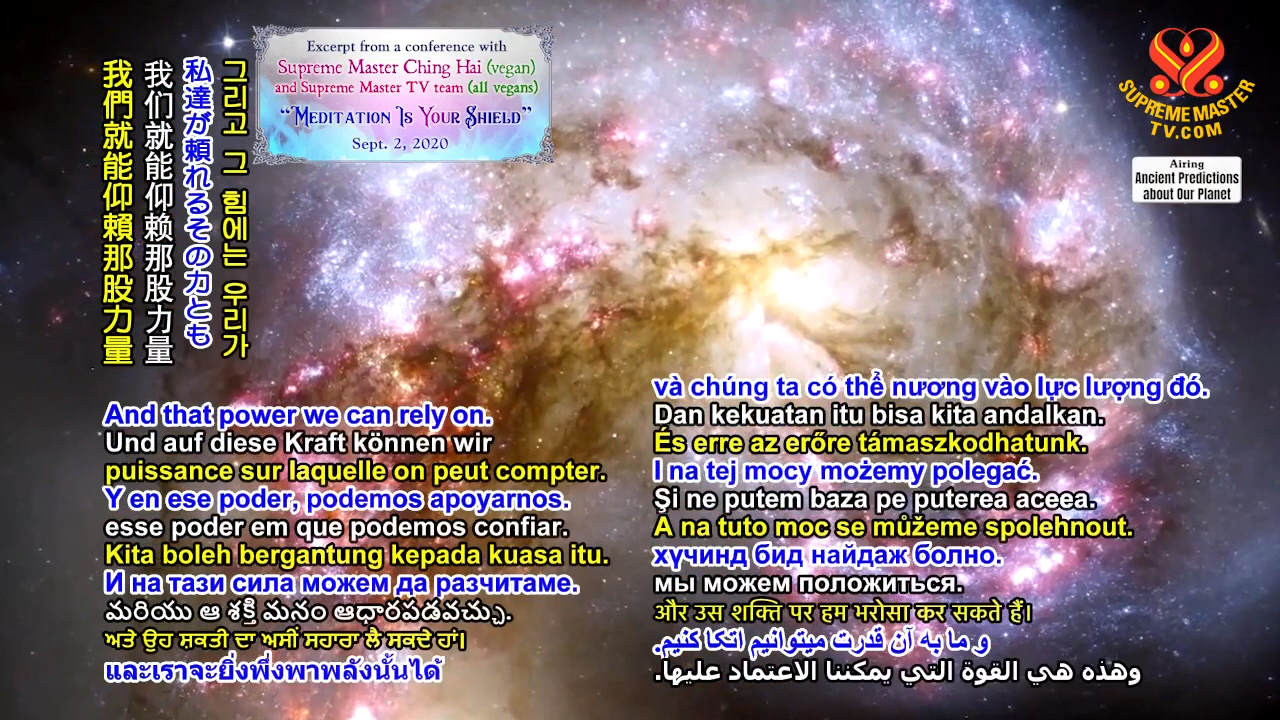 Excerpt from a conference with
Supreme Master Ching Hai (vegan)
and Supreme Master TV team (all vegans)
“Meditation Is Your Shield”
Sept. 2, 2020
SUPREME MASTER
TV.COM
Airing
Ancient Predictions
about Our Planet
그리고 그 힘에는 우리가
私達が頼れるその力とも
我们就能仰赖那股力量
我們就能仰賴那股力量
And that power we can rely on.
Und auf diese Kraft können wir
puissance sur laquelle on peut compter.
Y en ese poder, podemos apoyarnos.
esse poder em que podemos confiar.
Kita boleh bergantung kepada kuasa itu.
И на тази сила можем да разчитаме.
మరియు ఆ శక్తి మనం ఆధారపడవచ్చు.
ਅਤੇ ਉਹ ਸ਼ਕਤੀ ਦਾ ਅਸੀਂ ਸਹਾਰਾ ਲੈ ਸਕਦੇ ਹਾਂ।
และเราจะยิ่งพึ่งพาพลังนั้นได้
và chúng ta có thể nương vào lực lượng đó.
Dan kekuatan itu bisa kita andalkan.
És erre az erőre támaszkodhatunk.
I na tej mocy możemy polegać.
Și ne putem baza pe puterea aceea.
A na tuto moc se můžeme spolehnout.
хүчинд бид найдаж болно.
мы можем положиться.
और उस शक्ति पर हम भरोसा कर सकते हैं।
و ما به آن قدرت میتوانیم اتکا کنیم.
وهذه هي القوة التي يمكننا الاعتماد عليها.